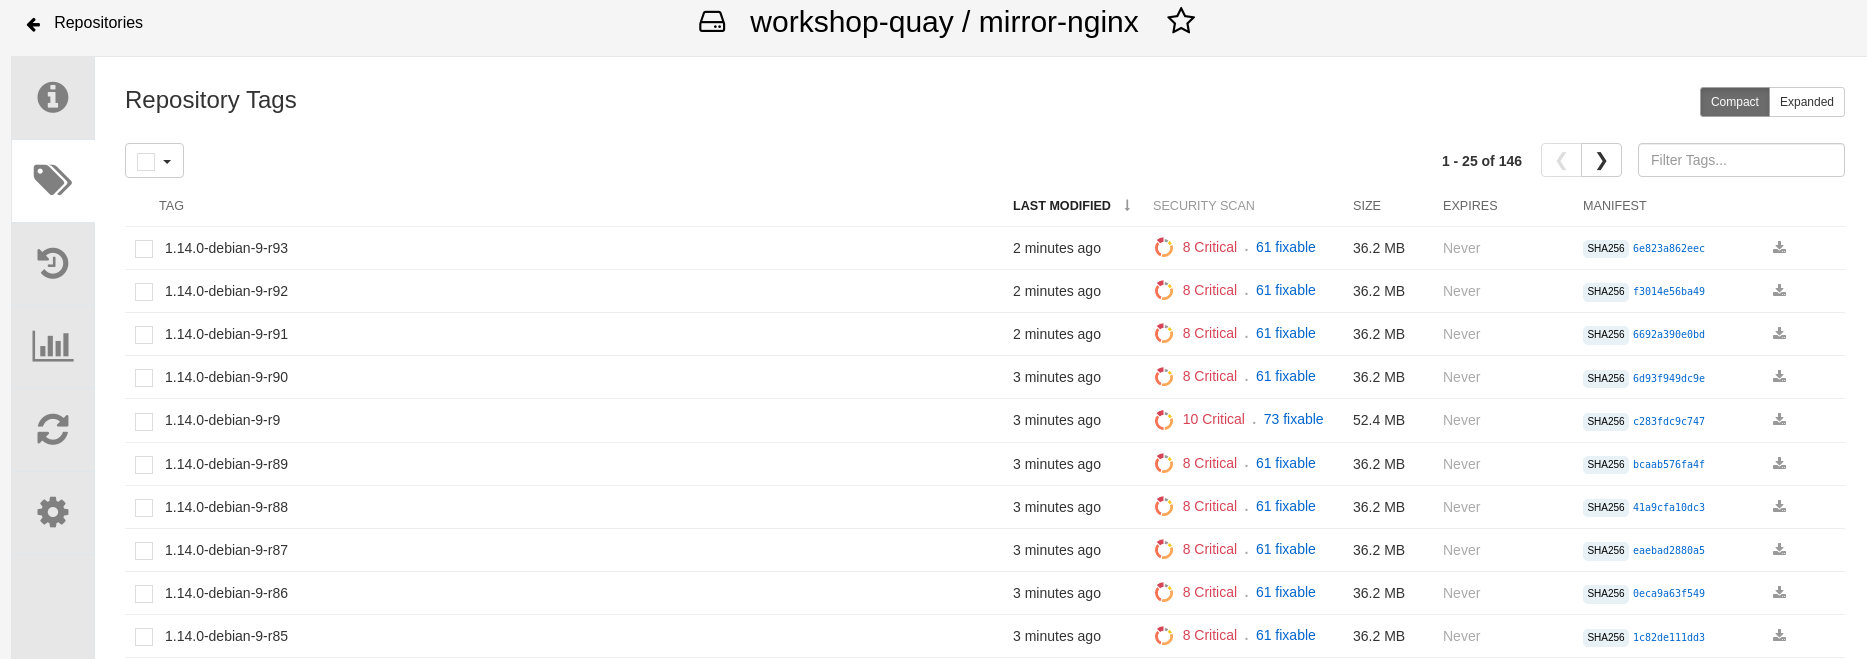 Repositories
workshop-quay / mirror-nginx
Repository Tags
Compact Expanded
1 - 25 of 146 Filter Tags...
TAG LAST MODIFIED SECURITY SCAN SIZE EXPIRES MANIFEST
1.14.0-debian-9-r93 2 minutes ago 8 Critical . 61 fixable 36.2 MB Never SHA256 6e823a862eec
1.14.0-debian-9-r92 2 minutes ago 8 Critical . 61 fixable 36.2 MB Never SHA256 f3014e56ba49
1.14.0-debian-9-r91 2 minutes ago 8 Critical . 61 fixable 36.2 MB Never SHA256 6692a390e0bd
1.14.0-debian-9-r90 3 minutes ago 8 Critical . 61 fixable 36.2 MB Never SHA256 6d93f949dc9e
1.14.0-debian-9-r9 3 minutes ago 10 Critical . 73 fixable 52.4 MB Never SHA256 c283fdc9c747
1.14.0-debian-9-r89 3 minutes ago 8 Critical . 61 fixable 36.2 MB Never SHA256 bcaab576fa4f
1.14.0-debian-9-r88 3 minutes ago 8 Critical . 61 fixable 36.2 MB Never SHA256 41a9cfa10dc3
1.14.0-debian-9-r87 3 minutes ago 8 Critical . 61 fixable 36.2 MB Never SHA256 eaebad2880a5
1.14.0-debian-9-r86 3 minutes ago 8 Critical . 61 fixable 36.2 MB Never SHA256 0eca9a63f549
1.14.0-debian-9-r85 3 minutes ago 8 Critical . 61 fixable 36.2 MB Never SHA256 1c82de111dd3